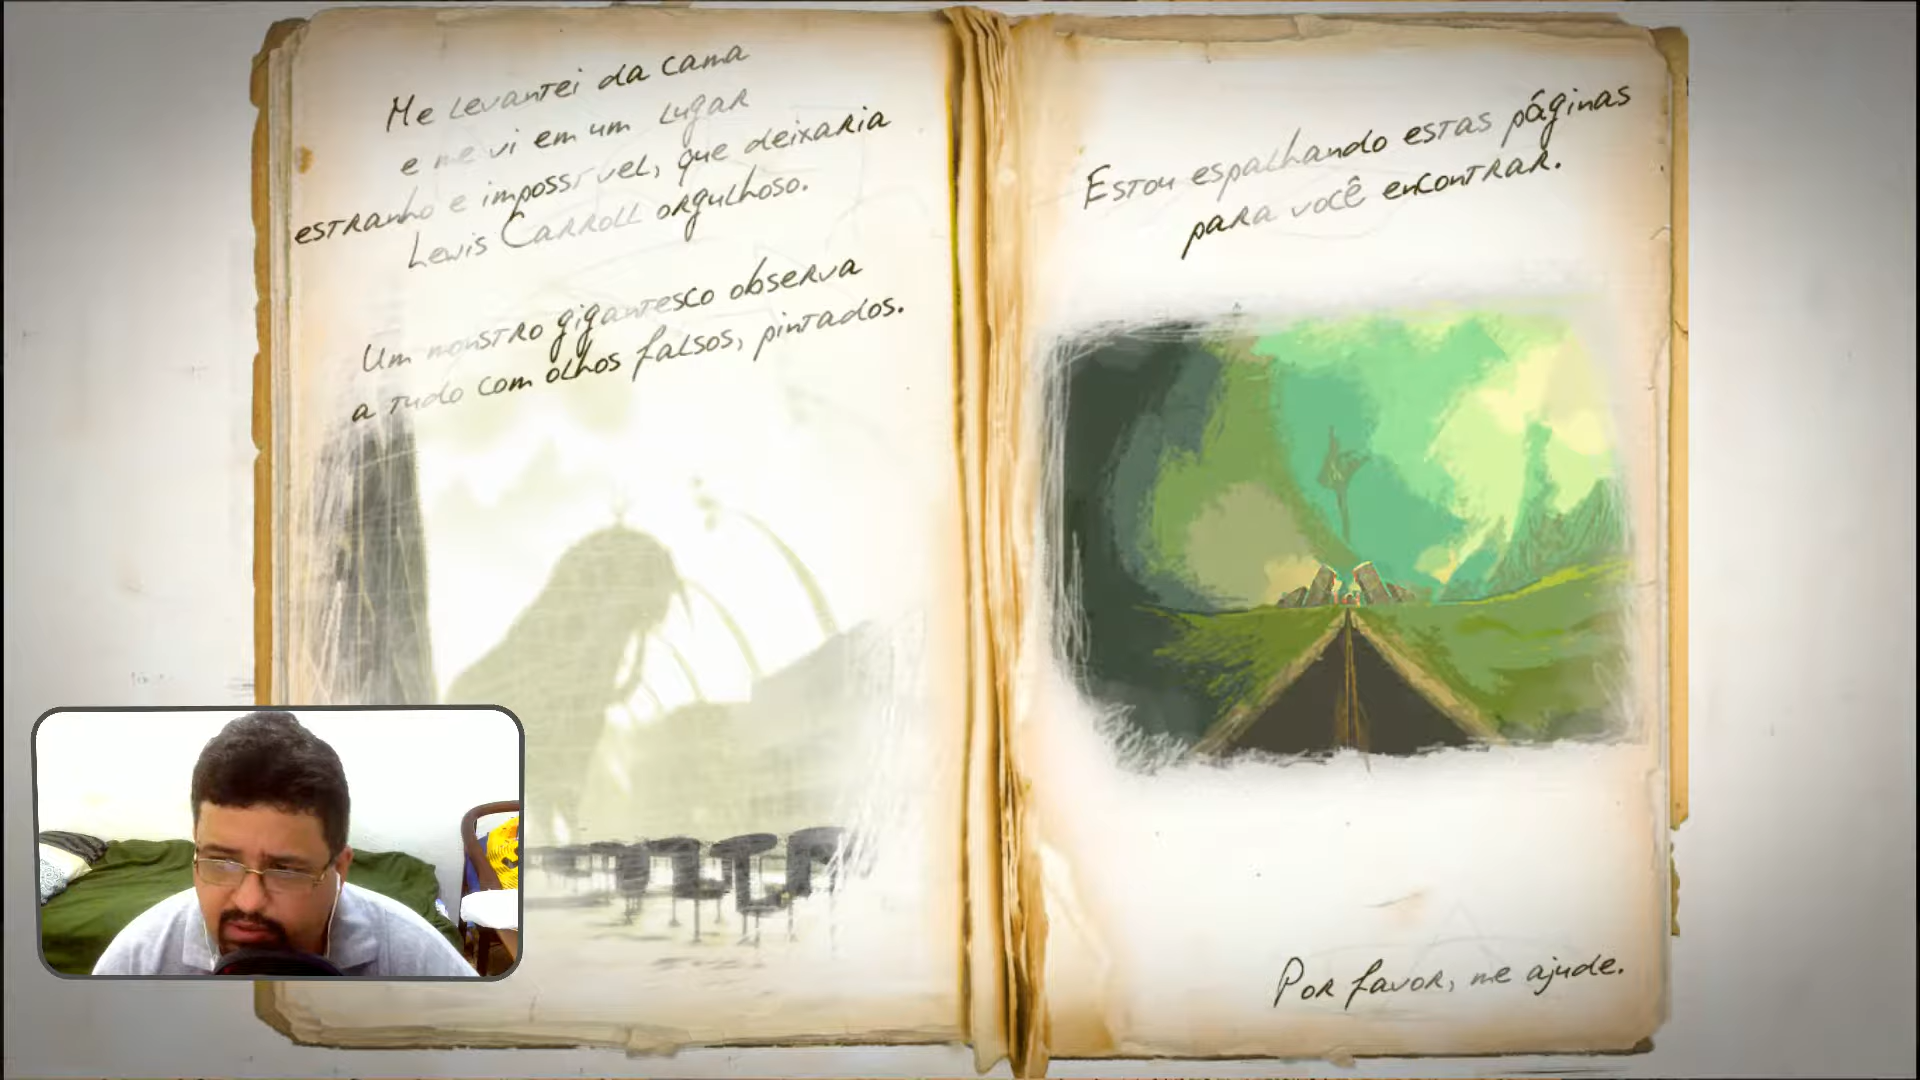 Me levantei da cama
e me vi em um lugar
estranho e impossível, que deixaria
Lewis Carroll orgulhoso.
Um monstro gigantesco observa
a tudo com olhos falsos, pintados.
Estou espalhando estas páginas
para você encontrar.
Por favor, me ajude.